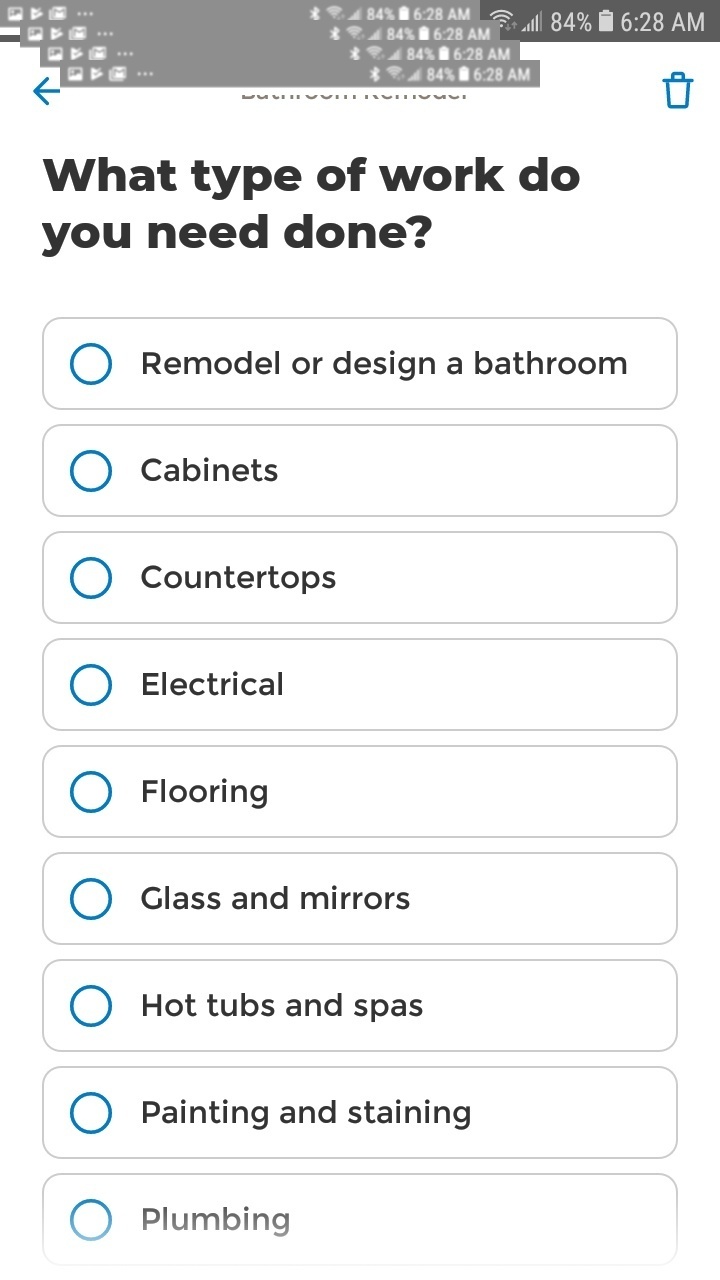 84% 6:28 AM
84% 6:28 AM
84% 6:28 AM
84% 6:28 AM
84% 6:28 AM
Bathroom Remodel
What type of work do
you need done?
Remodel or design a bathroom
Cabinets
Countertops
Electrical
Flooring
Glass and mirrors
Hot tubs and spas
Painting and staining
Plumbing